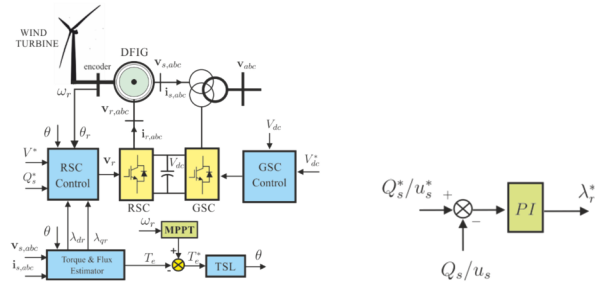 WIND
TURBINE
DFIG
encoder
v_{s,abc}
v_{abc}
i_{s,abc}
ω_r
v_{r,abc}
i_{r,abc}
θ
θ_r
V_{dc}
V*
Q_s*
RSC
Control
v_r
V_{dc}
GSC
Control
V_{dc}*
RSC
GSC
λ_{dr}
λ_{qr}
θ
ω_r
MPPT
v_{s,abc}
i_{s,abc}
Torque & Flux
Estimator
T_e
+
-
T_e*
TSL
θ
Q_s*/u_s*
+
−
PI
λ_r*
Q_s/u_s